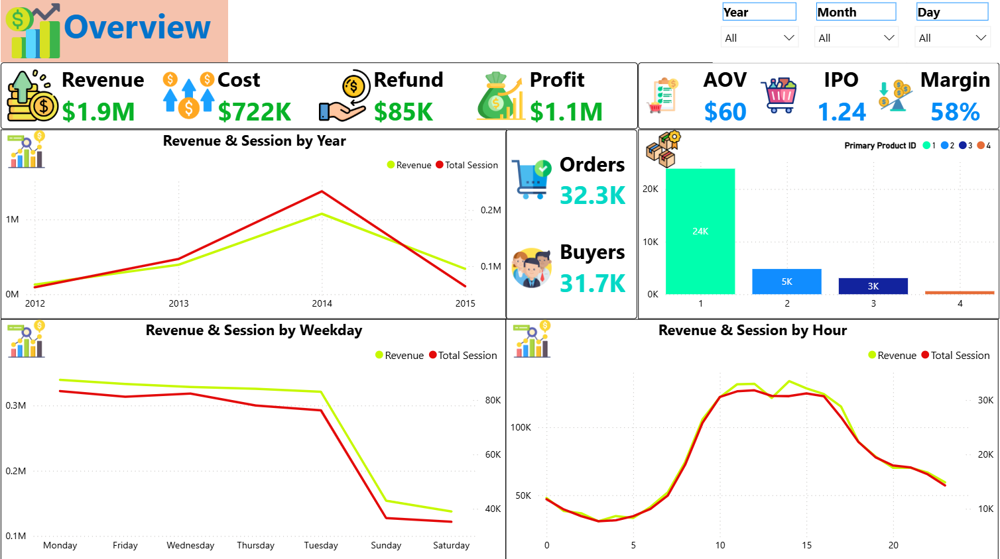 Overview
Year Month Day
All All All
Revenue Cost Refund Profit AOV IPO Margin
$1.9M $722K $85K $1.1M $60 1.24 58%
Revenue & Session by Year
Revenue Total Session
1M
0M
0.2M
0.1M
2012 2013 2014 2015
Orders
32.3K
Buyers
31.7K
Primary Product ID 1 2 3 4
20K
10K
0K
24K
5K
3K
1 2 3 4
Revenue & Session by Weekday
Revenue Total Session
0.3M
0.2M
0.1M
80K
60K
40K
Monday Friday Wednesday Thursday Tuesday Sunday Saturday
Revenue & Session by Hour
Revenue Total Session
100K
50K
30K
20K
10K
0 5 10 15 20